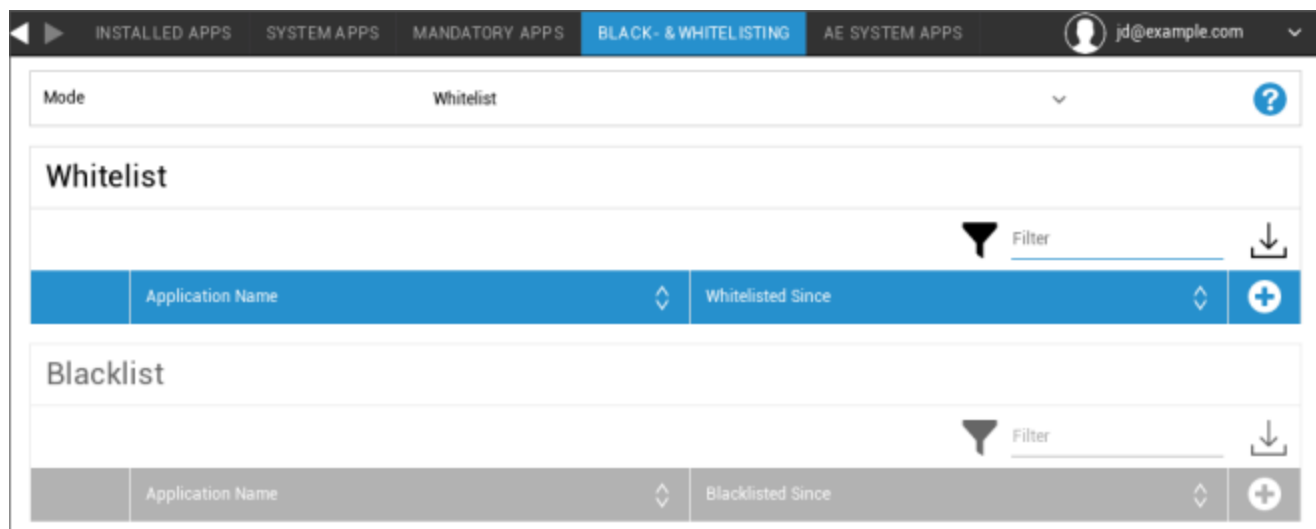 INSTALLED APPS SYSTEM APPS MANDATORY APPS BLACK- & WHITELISTING AE SYSTEM APPS jd@example.com
Mode Whitelist ?
Whitelist
Filter
Application Name Whitelisted Since
Blacklist
Filter
Application Name Blacklisted Since